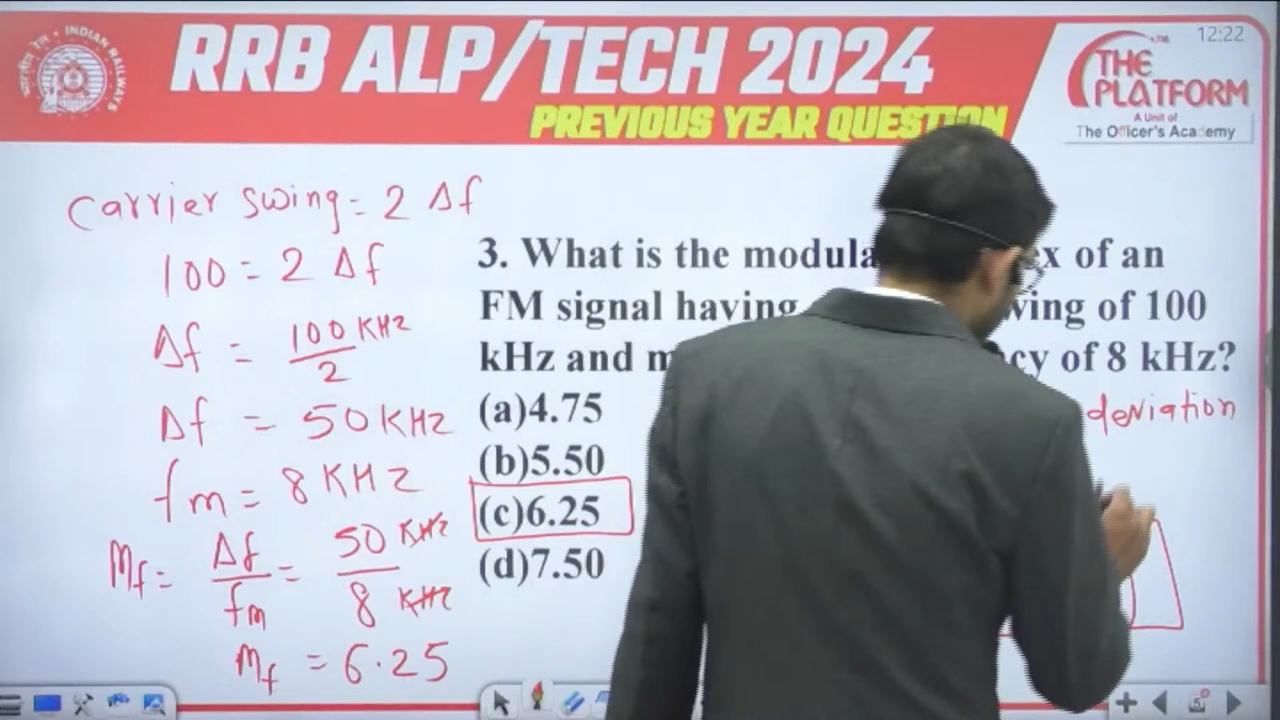 RRB ALP/TECH 2024
PREVIOUS YEAR QUESTION
12:22
THE
PLATFORM
A Unit of
The Officer's Academy
INDIAN RAILWAYS
Carrier swing = 2 Δf
100 = 2 Δf
Δf = 100 KHz / 2
Δf = 50 KHz
fm = 8 KHz
Mf = Δf / fm = 50 KHz / 8 KHz
Mf = 6.25
3. What is the of an
FM signal having of 100
kHz and of 8 kHz?
deviation
(a)4.75
(b)5.50
(c)6.25
(d)7.50